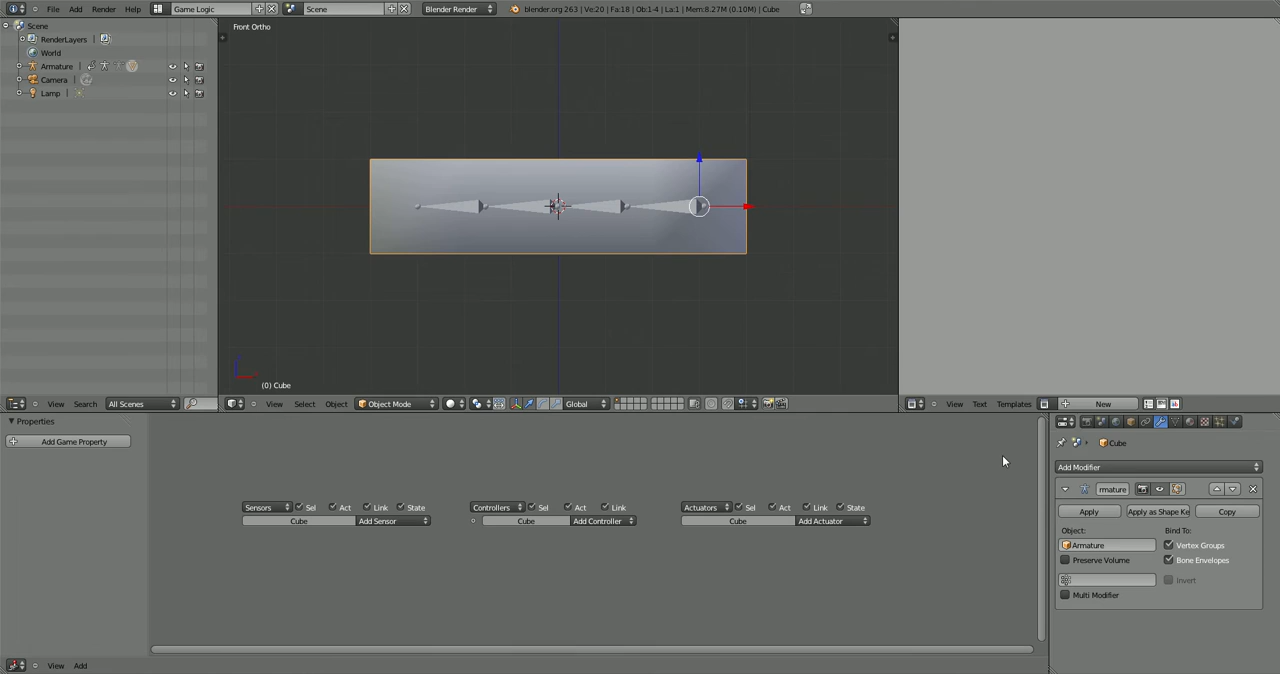 File Add Render Help Game Logic Scene Blender Render blender.org 263 | Ve:20 | Fa:18 | Ob:1-4 | La:1 | Mem:8.27M (0.10M) | Cube
Scene
RenderLayers |
World
Armature |
Camera |
Lamp |
Front Ortho
(0) Cube
View Search All Scenes
View Select Object Object Mode Global
View Text Templates New
Properties
Add Game Property
Sensors Sel Act Link State
Cube Add Sensor
Controllers Sel Act Link
Cube Add Controller
Actuators Sel Act Link State
Cube Add Actuator
Cube
Add Modifier
rmature
Apply Apply as Shape Ke Copy
Object: Bind To:
Armature Vertex Groups
Preserve Volume Bone Envelopes
Invert
Multi Modifier
View Add